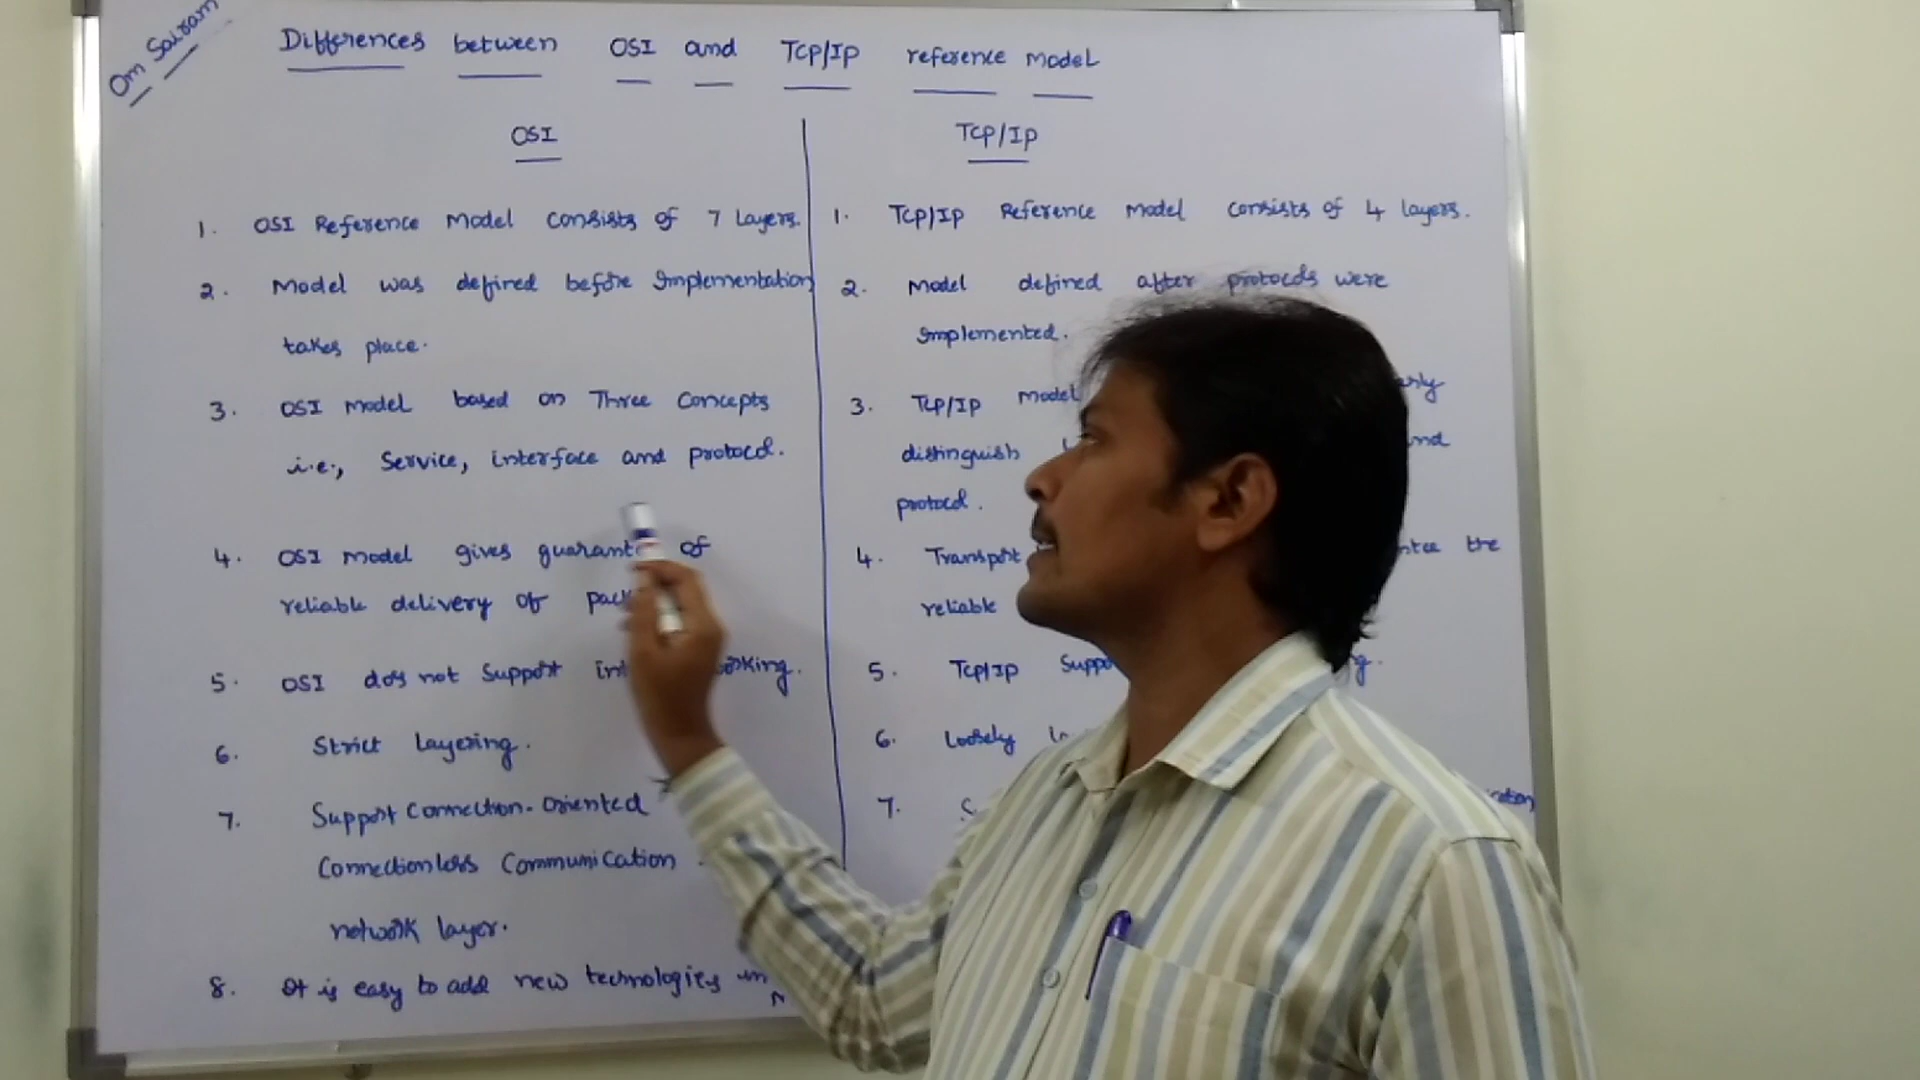 Om Sairam
Differences between OSI and TCP/IP reference model
OSI
1. OSI Reference Model consists of 7 Layers.
2. Model was defined before Implementation
takes place.
3. OSI model based on Three Concepts
i.e., Service, interface and protocol.
4. OSI model gives of
reliable delivery of
5. OSI does not support
6. Strict Layering.
7. Support Connection-oriented
Connectionless Communication
network layer.
8. It is easy to add new technologies in
TCP/IP
1. TCP/IP Reference Model consists of 4 layers.
2. Model defined after protocols were
Implemented.
3. TCP/IP Model
distinguish
protocol.
4. Transport the
reliable
5. TCP/IP
6. Loosely
7.